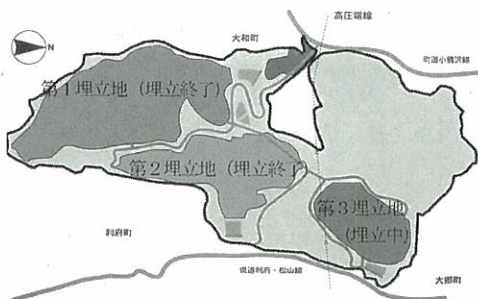 高圧電線
大和町
N
町道小鶴沢線
第1埋立地（埋立終了）
第2埋立地（埋立終了）
第3埋立地
（埋立中）
利府町
県道利府・松山線
大郷町